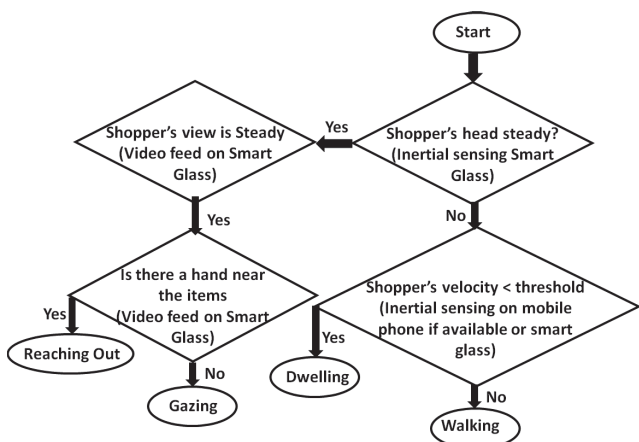 Start
Shopper's head steady?
(Inertial sensing Smart
Glass)
Yes
Shopper's view is Steady
(Video feed on Smart
Glass)
Yes
No
Is there a hand near
the items
(Video feed on Smart
Glass)
Shopper's velocity < threshold
(Inertial sensing on mobile
phone if available or smart
glass)
Yes
Reaching Out
No
Gazing
Yes
Dwelling
No
Walking